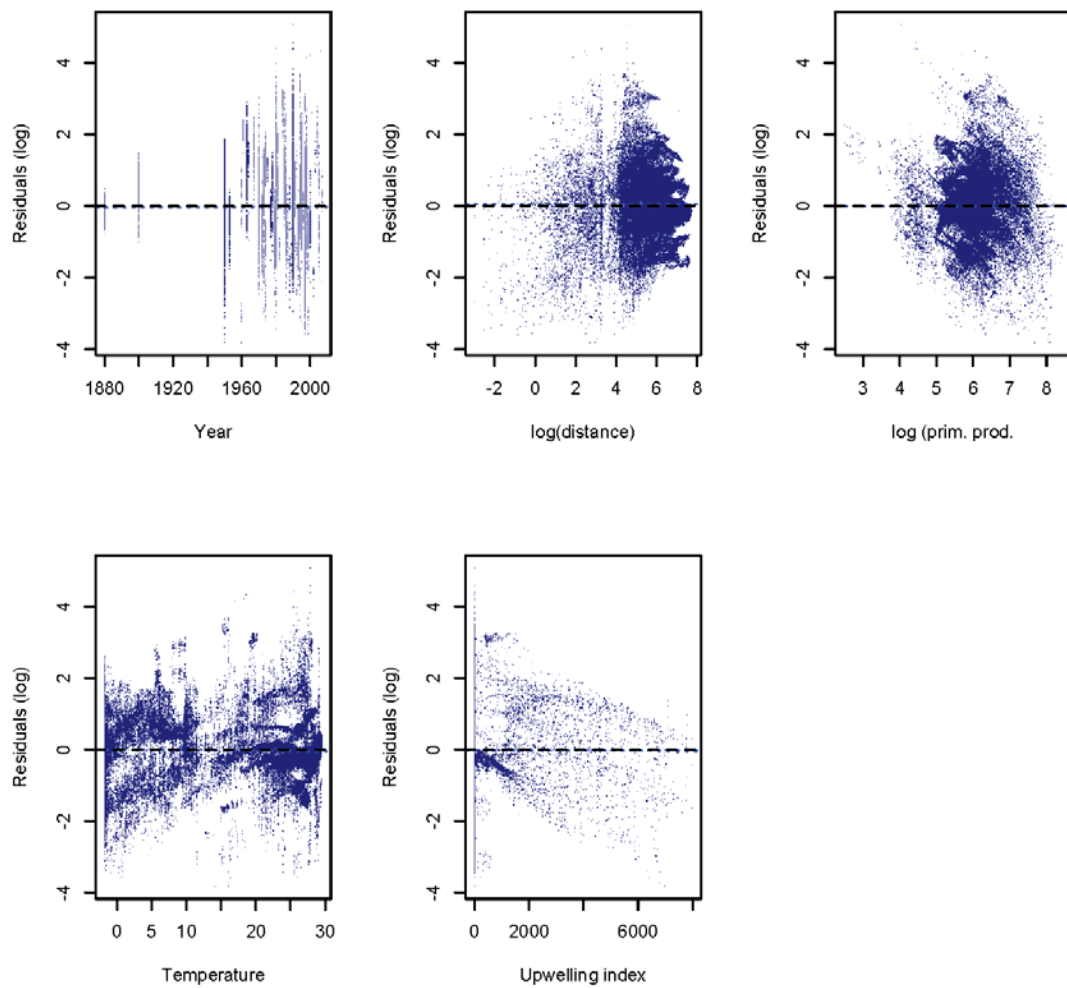 Residuals (log)
4
2
0
-2
-4
1880 1920 1960 2000
Year
Residuals (log)
4
2
0
-2
-4
-2 0 2 4 6 8
log(distance)
Residuals (log)
4
2
0
-2
-4
3 4 5 6 7 8
log (prim. prod.
Residuals (log)
4
2
0
-2
-4
0 5 10 20 30
Temperature
Residuals (log)
4
2
0
-2
-4
0 2000 6000
Upwelling index